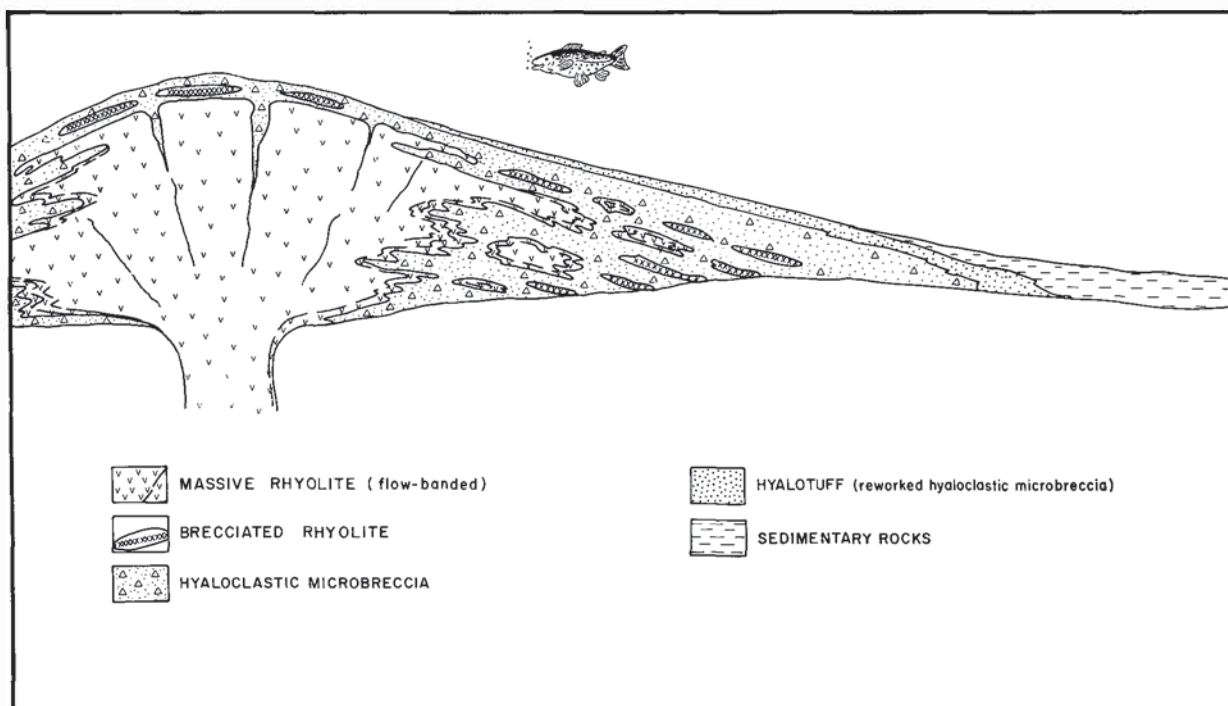 MASSIVE RHYOLITE (flow-banded)
BRECCIATED RHYOLITE
HYALOCLASTIC MICROBRECCIA
HYALOTUFF (reworked hyaloclastic microbreccia)
SEDIMENTARY ROCKS